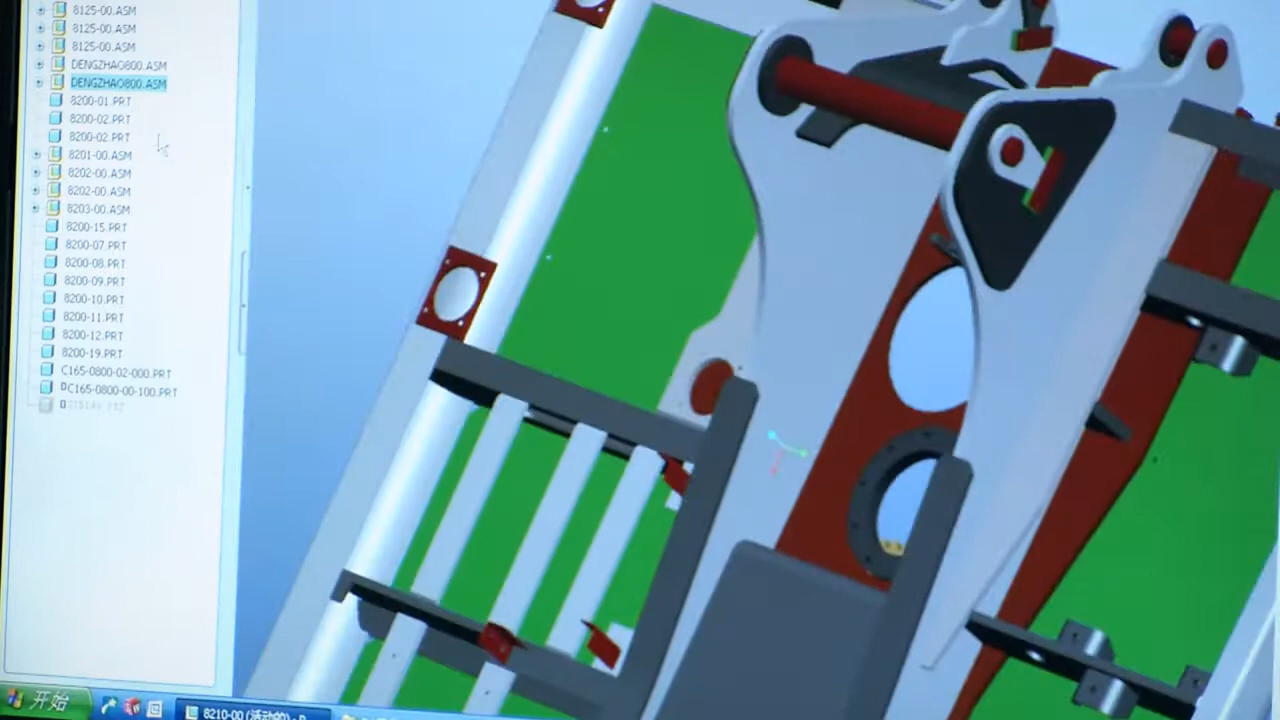 8125-00.ASM
8125-00.ASM
8125-00.ASM
DENGZHAO800.ASM
DENGZHAO800.ASM
8200-01.PRT
8200-02.PRT
8200-02.PRT
8201-00.ASM
8202-00.ASM
8202-00.ASM
8203-00.ASM
8200-15.PRT
8200-07.PRT
8200-08.PRT
8200-09.PRT
8200-10.PRT
8200-11.PRT
8200-12.PRT
8200-19.PRT
C165-0800-02-000.PRT
C165-0800-00-100.PRT
开始
8210-00 (活动的) - P